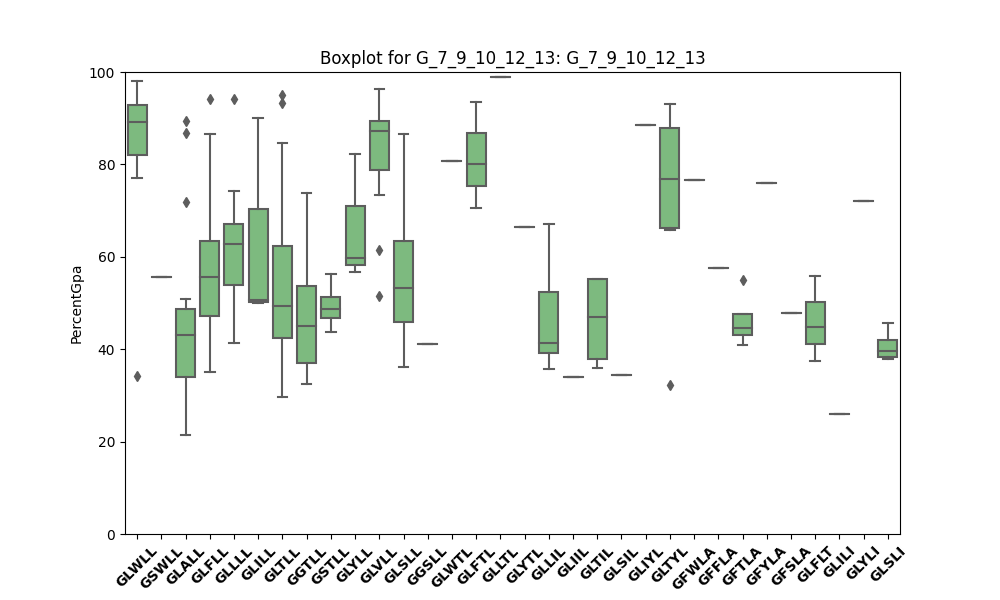 Boxplot for G_7_9_10_12_13: G_7_9_10_12_13
PercentGpa
100
80
60
40
20
0
GLWLL
GSWLL
GLALL
GLFLL
GLLLL
GLILL
GLTLL
GGTLL
GSTLL
GLYLL
GLVLL
GLSLL
GGSLL
GLWTL
GLFTL
GLLTL
GLYTL
GLLIL
GLIIL
GLTIL
GLSIL
GLIYL
GLTYL
GFWLA
GFFLA
GFTLA
GFYLA
GFSLA
GLFLT
GLILI
GLYLI
GLSLI